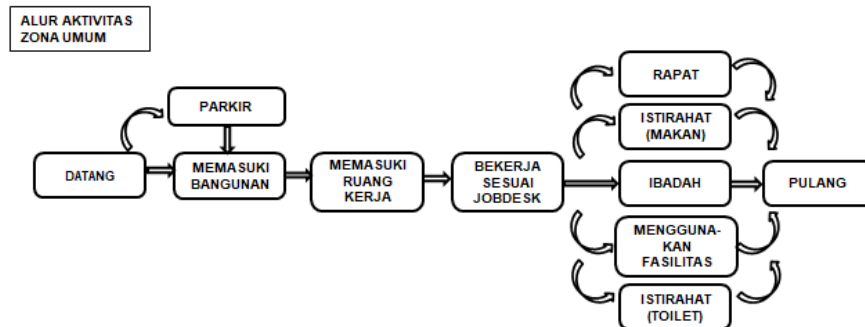 ALUR AKTIVITAS
ZONA UMUM
RAPAT
PARKIR
ISTIRAHAT
(MAKAN)
DATANG
MEMASUKI
BANGUNAN
MEMASUKI
RUANG
KERJA
BEKERJA
SESUAI
JOBDESK
IBADAH
PULANG
MENGGUNA-
KAN
FASILITAS
ISTIRAHAT
(TOILET)